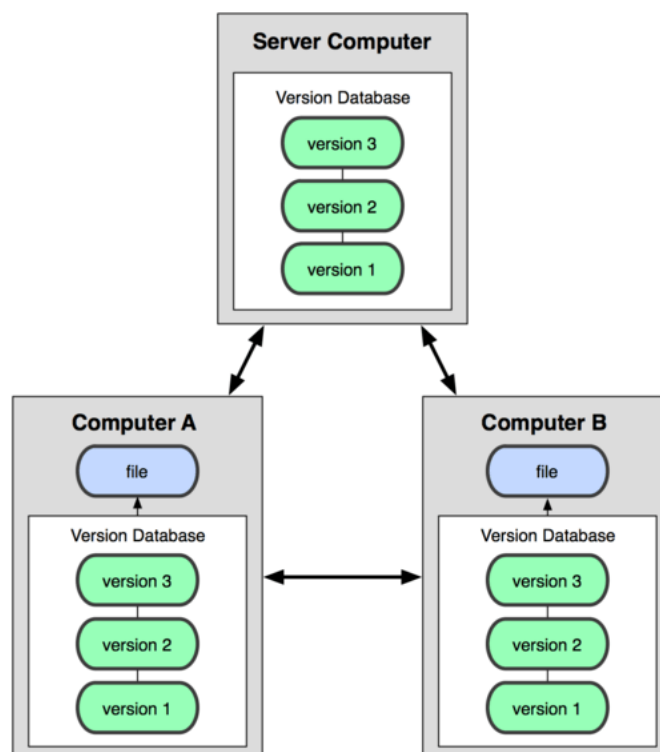 Server Computer
Version Database
version 3
version 2
version 1
Computer A
file
Version Database
version 3
version 2
version 1
Computer B
file
Version Database
version 3
version 2
version 1